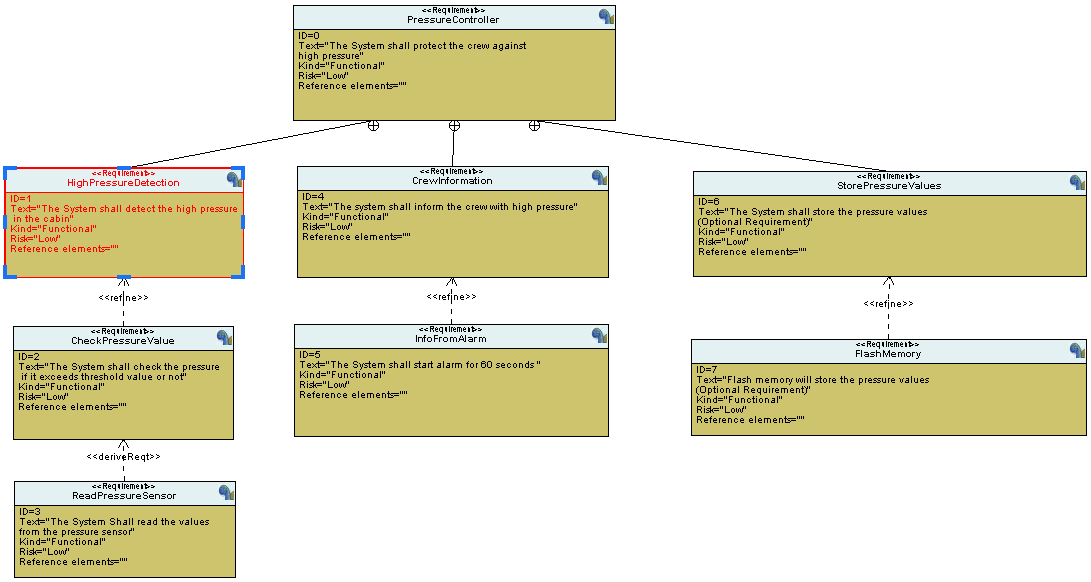 <<Requirement>>
PressureController
ID=0
Text="The System shall protect the crew against
high pressure"
Kind="Functional"
Risk="Low"
Reference elements=""
<<Requirement>>
HighPressureDetection
ID=1
Text="The System shall detect the high pressure
in the cabin"
Kind="Functional"
Risk="Low"
Reference elements=""
<<Requirement>>
CrewInformation
ID=4
Text="The system shall inform the crew with high pressure"
Kind="Functional"
Risk="Low"
Reference elements=""
<<Requirement>>
StorePressureValues
ID=6
Text="The System shall store the pressure values
(Optional Requirement)"
Kind="Functional"
Risk="Low"
Reference elements=""
<<refine>>
<<refine>>
<<refine>>
<<Requirement>>
CheckPressureValue
ID=2
Text="The System shall check the pressure
if it exceeds threshold value or not"
Kind="Functional"
Risk="Low"
Reference elements=""
<<Requirement>>
InfoFromAlarm
ID=5
Text="The System shall start alarm for 60 seconds "
Kind="Functional"
Risk="Low"
Reference elements=""
<<Requirement>>
FlashMemory
ID=7
Text="Flash memory will store the pressure values
(Optional Requirement)"
Kind="Functional"
Risk="Low"
Reference elements=""
<<deriveReqt>>
<<Requirement>>
ReadPressureSensor
ID=3
Text="The System Shall read the values
from the pressure sensor"
Kind="Functional"
Risk="Low"
Reference elements=""